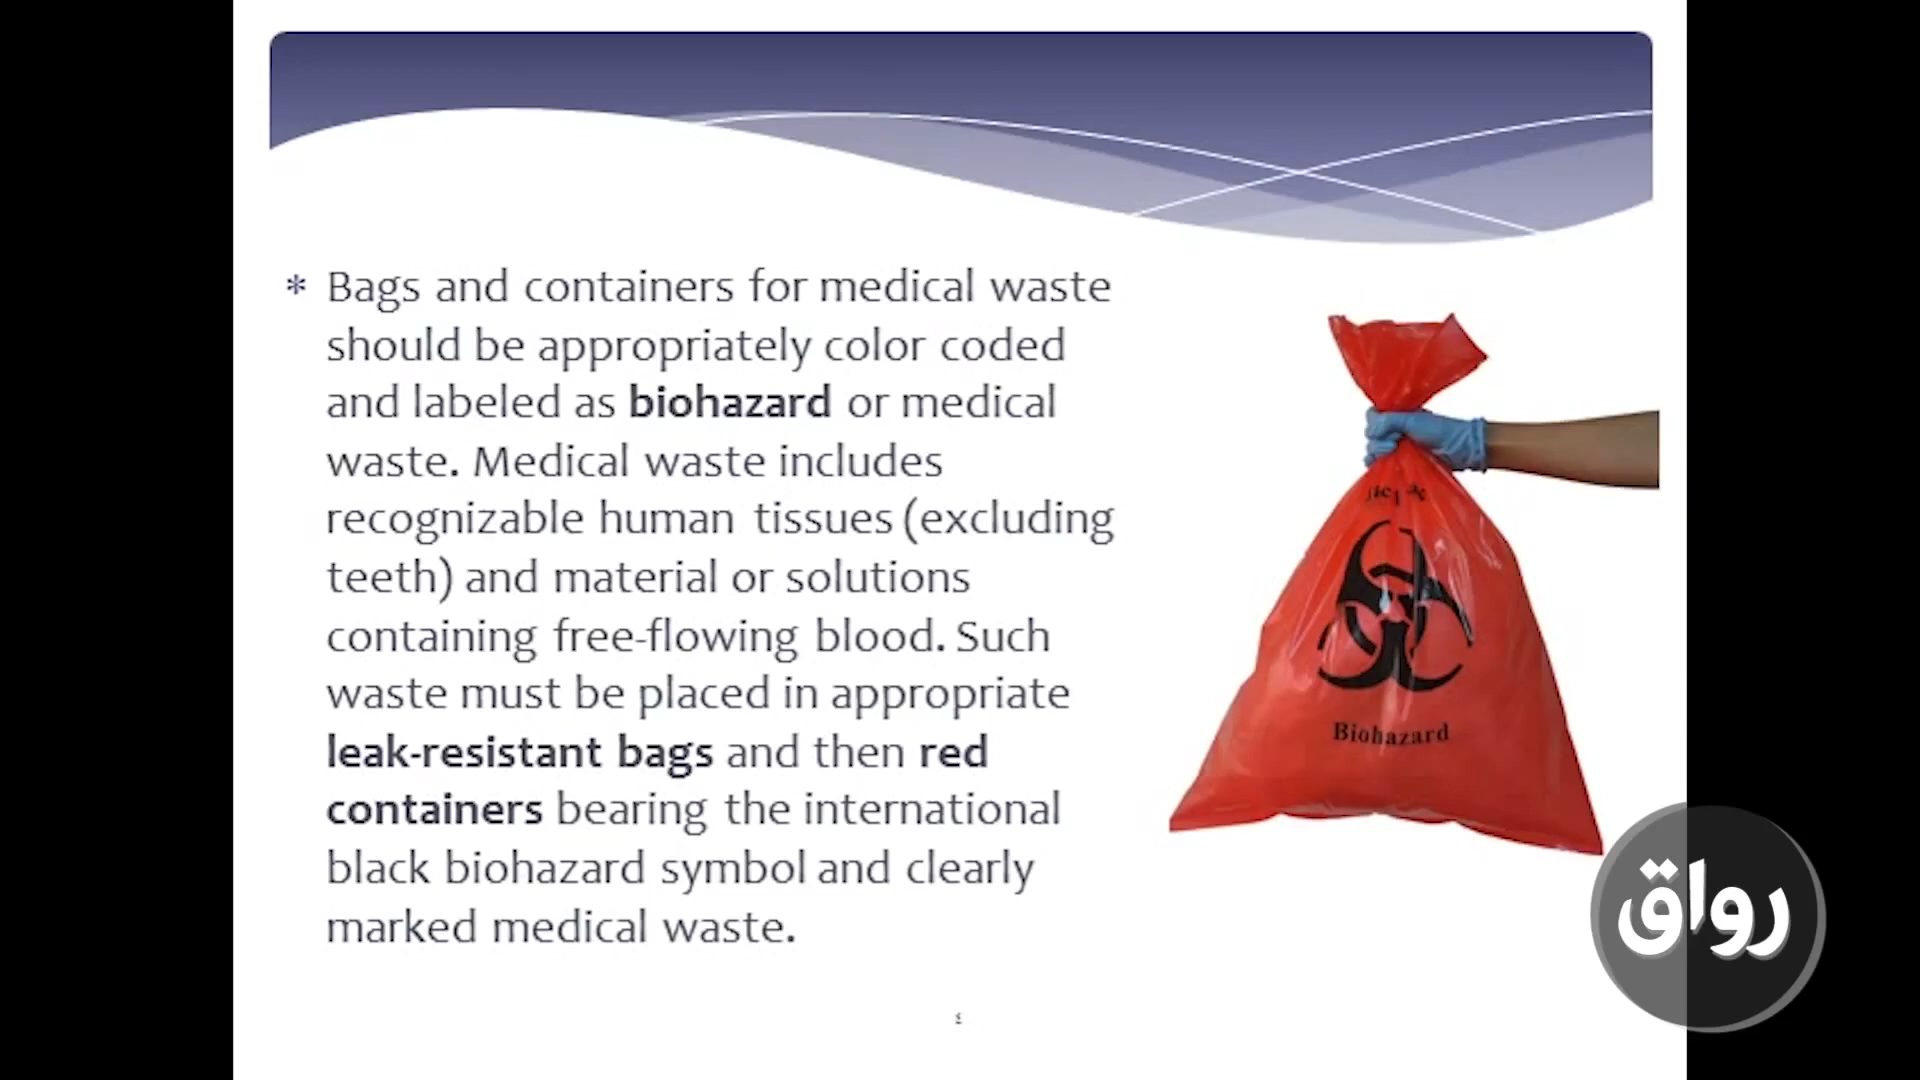 * Bags and containers for medical waste
should be appropriately color coded
and labeled as biohazard or medical
waste. Medical waste includes
recognizable human tissues (excluding
teeth) and material or solutions
containing free-flowing blood. Such
waste must be placed in appropriate
leak-resistant bags and then red
containers bearing the international
black biohazard symbol and clearly
marked medical waste.
Biohazard
رواق
٤